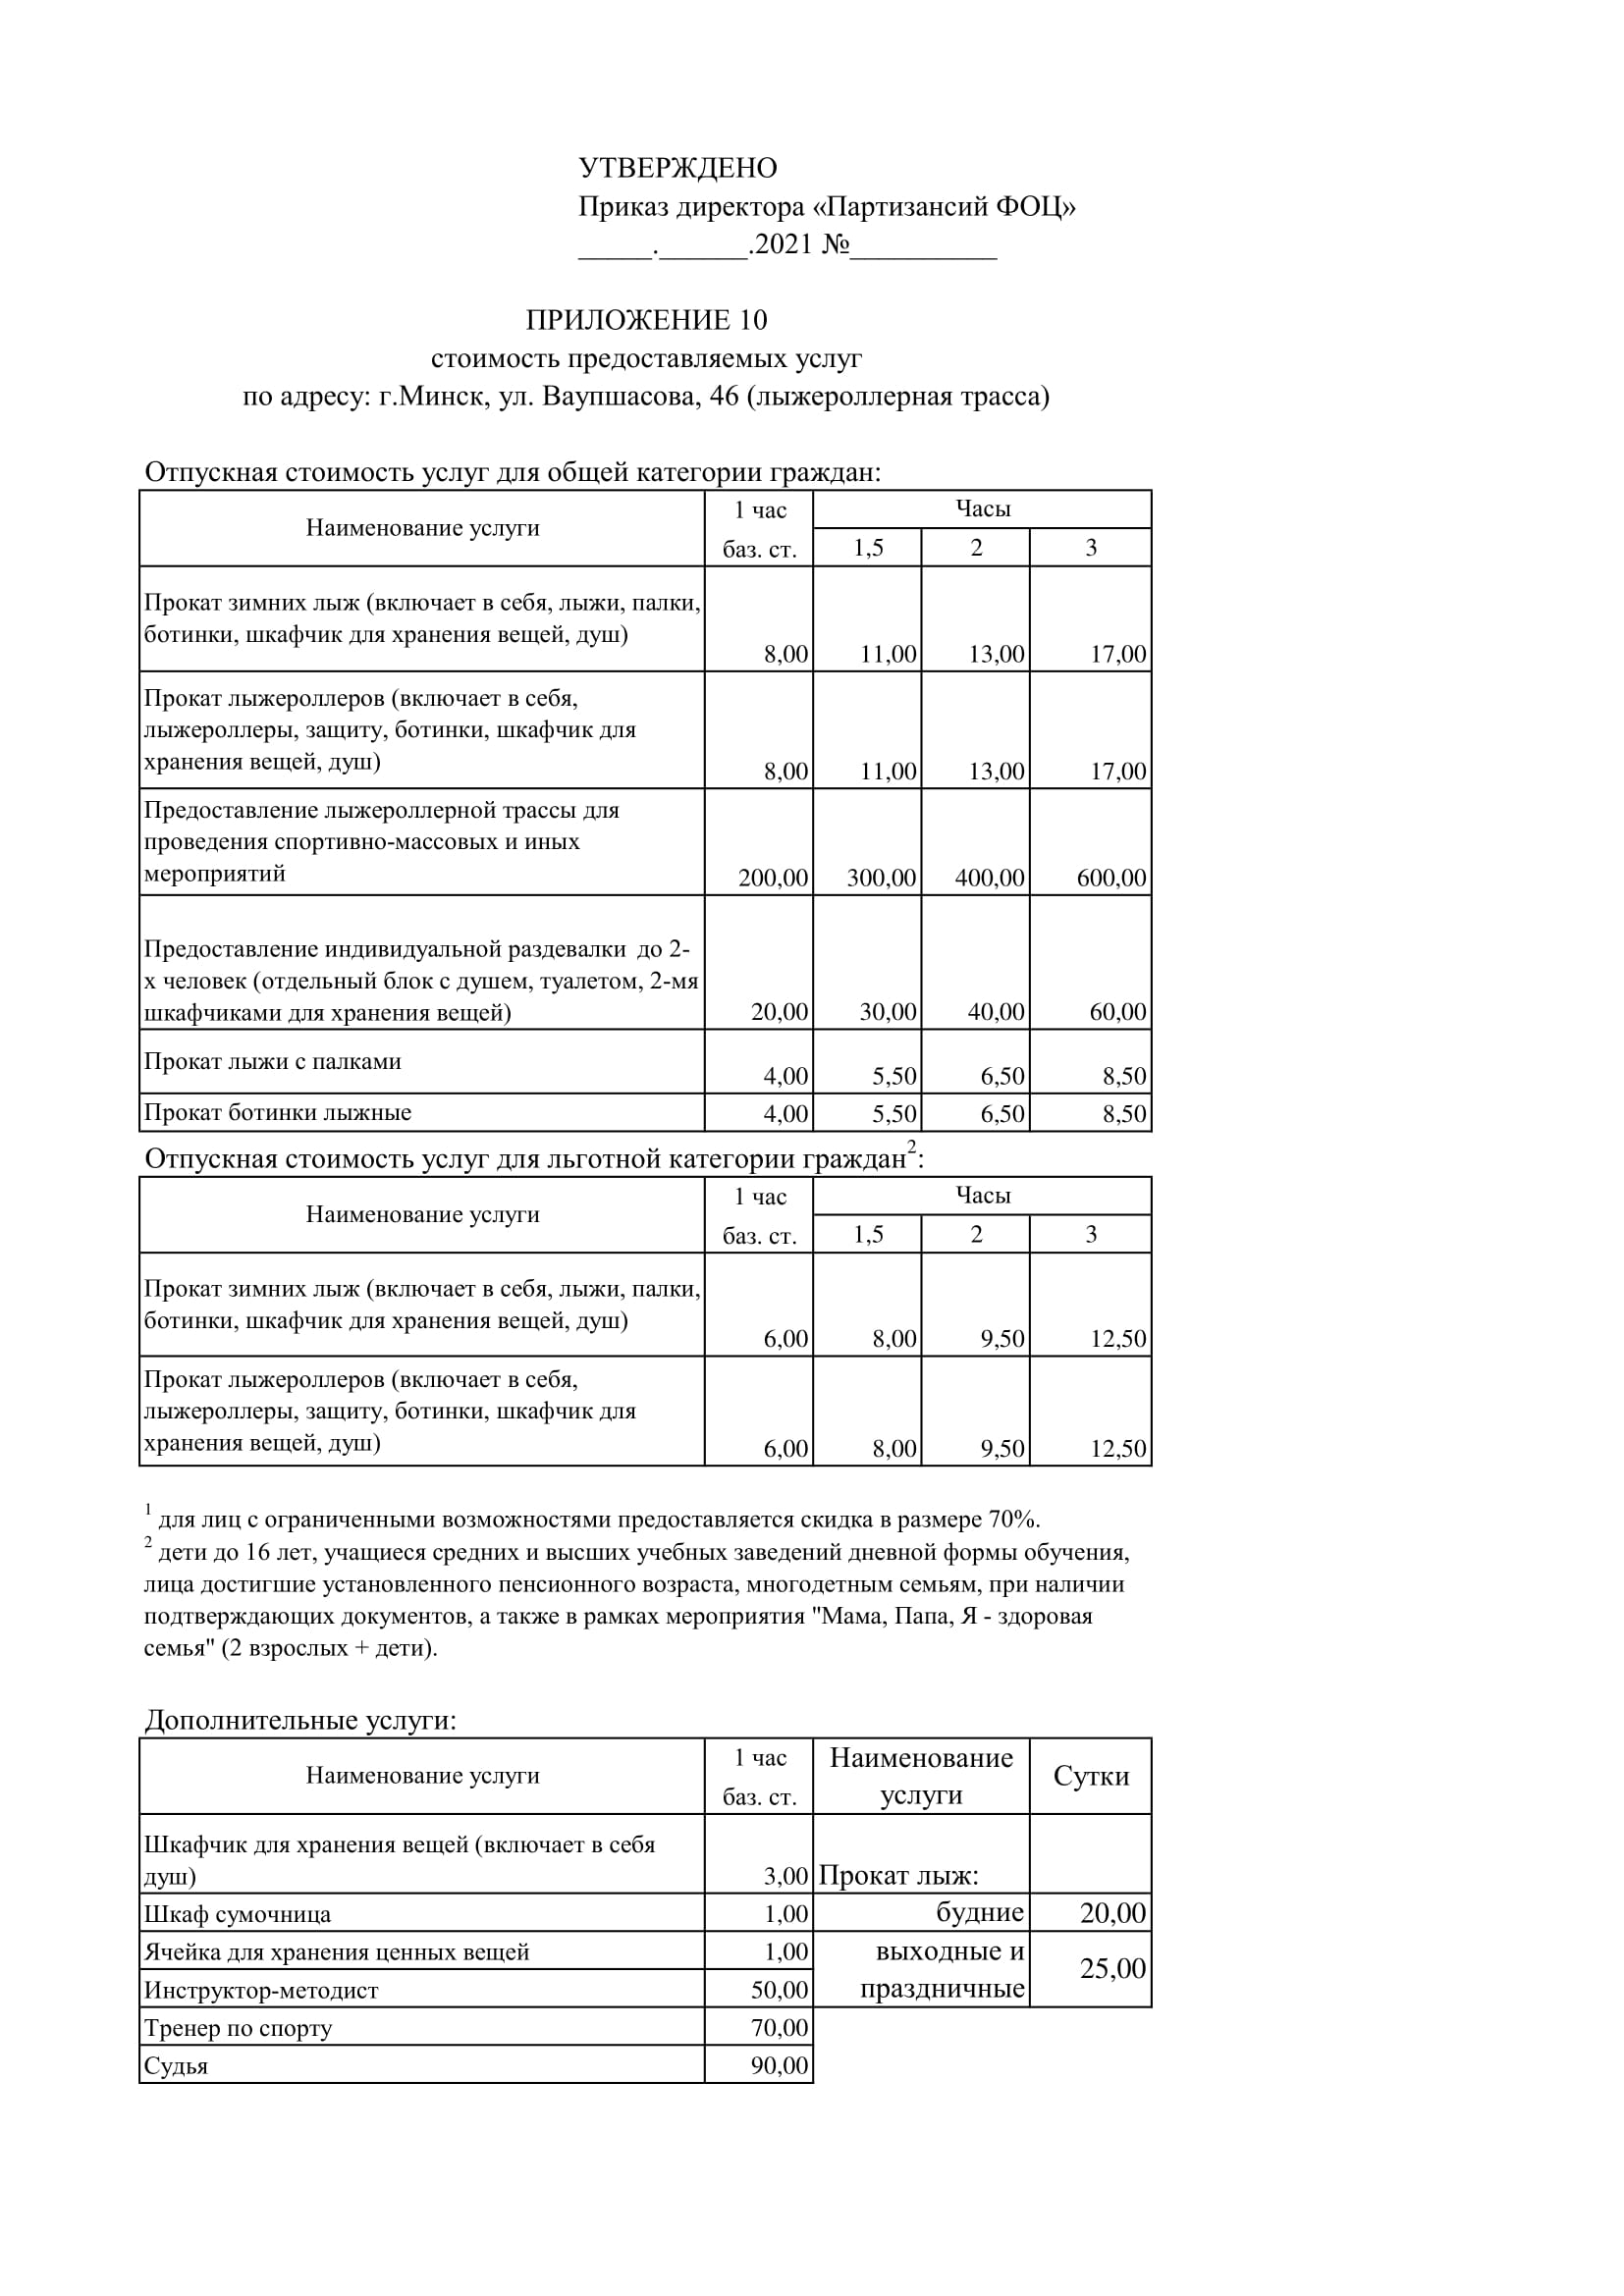 УТВЕРЖДЕНО
Приказ директора «Партизансий ФОЦ»
_____.______.2021 №__________
ПРИЛОЖЕНИЕ 10
стоимость предоставляемых услуг
по адресу: г.Минск, ул. Ваупшасова, 46 (лыжероллерная трасса)
Отпускная стоимость услуг для общей категории граждан:
Наименование услуги 1 час баз. ст. Часы
1,5 2 3
Прокат зимних лыж (включает в себя, лыжи, палки,
ботинки, шкафчик для хранения вещей, душ)
8,00 11,00 13,00 17,00
Прокат лыжероллеров (включает в себя,
лыжероллеры, защиту, ботинки, шкафчик для
хранения вещей, душ)
8,00 11,00 13,00 17,00
Предоставление лыжероллерной трассы для
проведения спортивно-массовых и иных
мероприятий
200,00 300,00 400,00 600,00
Предоставление индивидуальной раздевалки до 2-
х человек (отдельный блок с душем, туалетом, 2-мя
шкафчиками для хранения вещей) 20,00 30,00 40,00 60,00
Прокат лыжи с палками 4,00 5,50 6,50 8,50
Прокат ботинки лыжные 4,00 5,50 6,50 8,50
Отпускная стоимость услуг для льготной категории граждан²:
Наименование услуги 1 час баз. ст. Часы
1,5 2 3
Прокат зимних лыж (включает в себя, лыжи, палки,
ботинки, шкафчик для хранения вещей, душ)
6,00 8,00 9,50 12,50
Прокат лыжероллеров (включает в себя,
лыжероллеры, защиту, ботинки, шкафчик для
хранения вещей, душ) 6,00 8,00 9,50 12,50
¹ для лиц с ограниченными возможностями предоставляется скидка в размере 70%.
² дети до 16 лет, учащиеся средних и высших учебных заведений дневной формы обучения,
лица достигшие установленного пенсионного возраста, многодетным семьям, при наличии
подтверждающих документов, а также в рамках мероприятия "Мама, Папа, Я - здоровая
семья" (2 взрослых + дети).
Дополнительные услуги:
Наименование услуги 1 час баз. ст. Наименование услуги Сутки
Шкафчик для хранения вещей (включает в себя
душ) 3,00 Прокат лыж:
Шкаф сумочница 1,00 будние 20,00
Ячейка для хранения ценных вещей 1,00 выходные и
Инструктор-методист 50,00 праздничные 25,00
Тренер по спорту 70,00
Судья 90,00